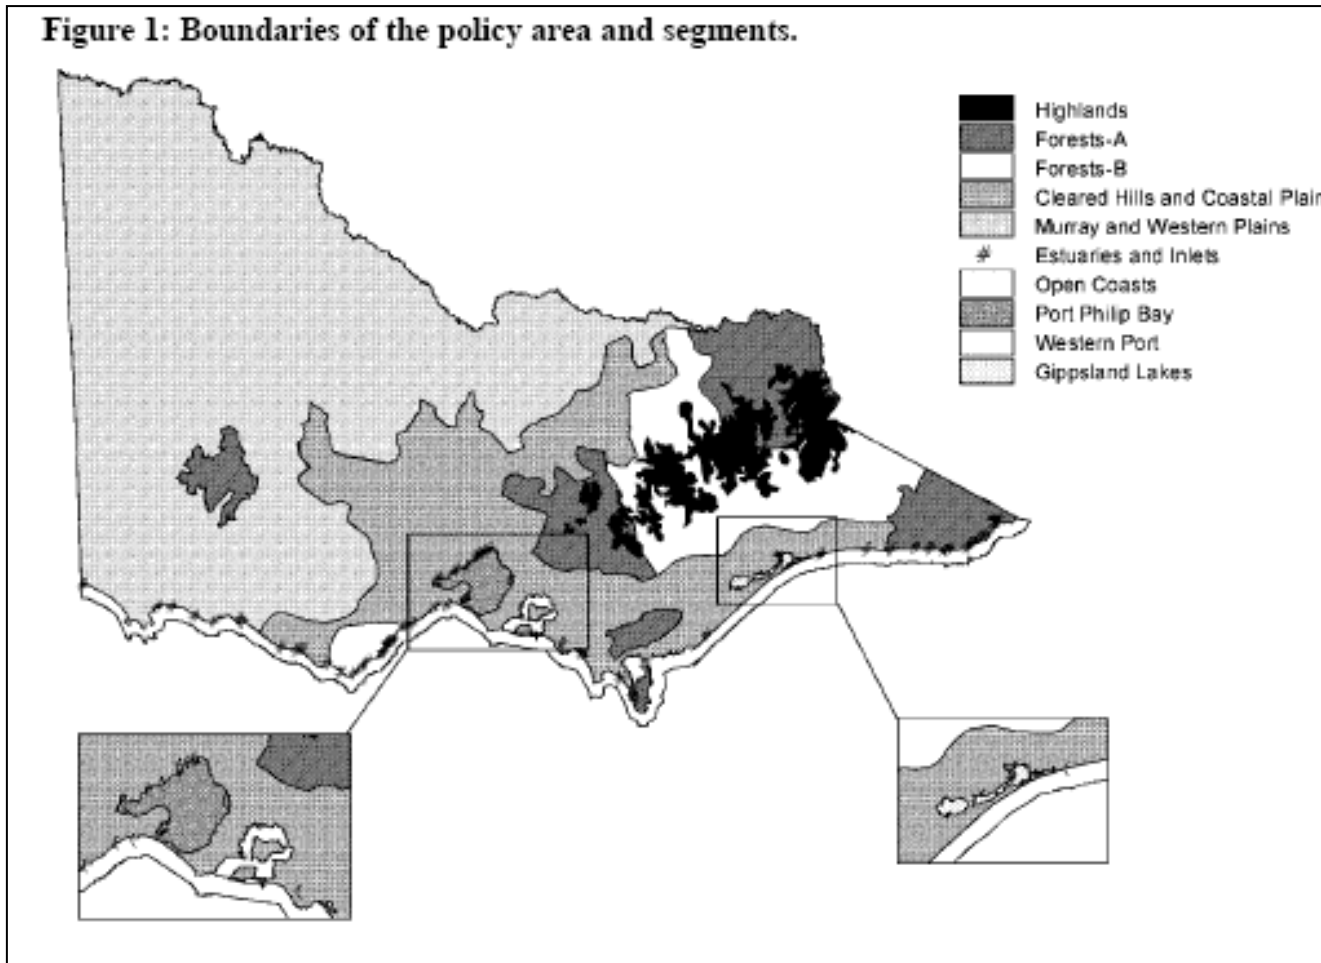 Figure 1: Boundaries of the policy area and segments.
Highlands
Forests-A
Forests-B
Cleared Hills and Coastal Plain
Murray and Western Plains
Estuaries and Inlets
Open Coasts
Port Philip Bay
Western Port
Gippsland Lakes